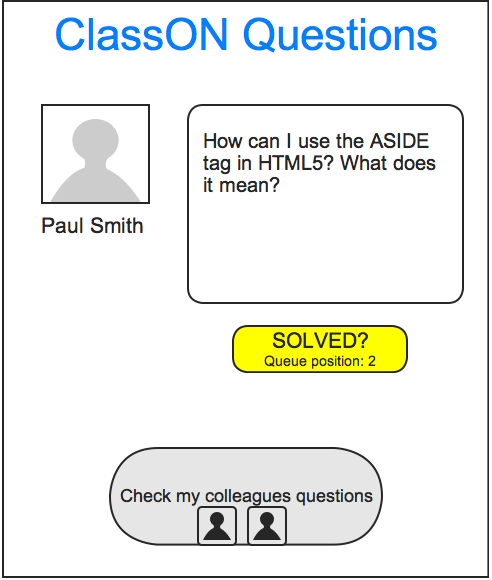 ClassON Questions
How can I use the ASIDE
tag in HTML5? What does
it mean?
Paul Smith
SOLVED?
Queue position: 2
Check my colleagues questions